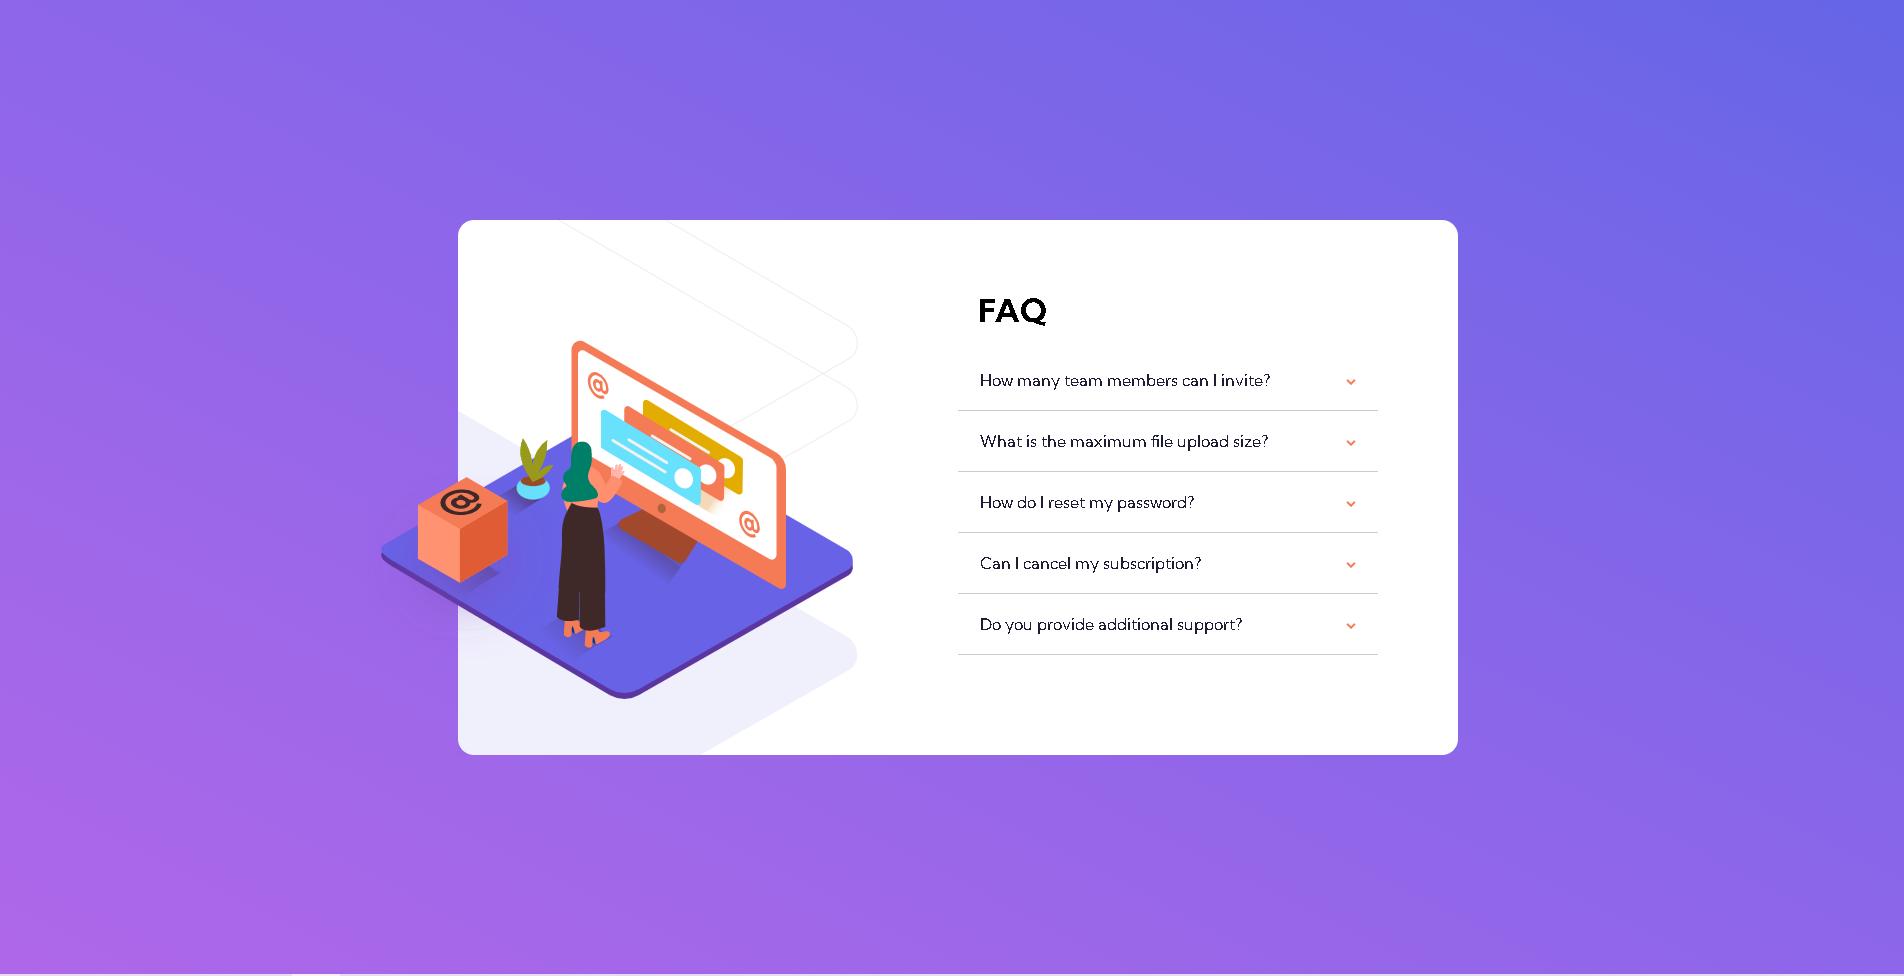 FAQ
How many team members can I invite?
What is the maximum file upload size?
How do I reset my password?
Can I cancel my subscription?
Do you provide additional support?
@
@
@